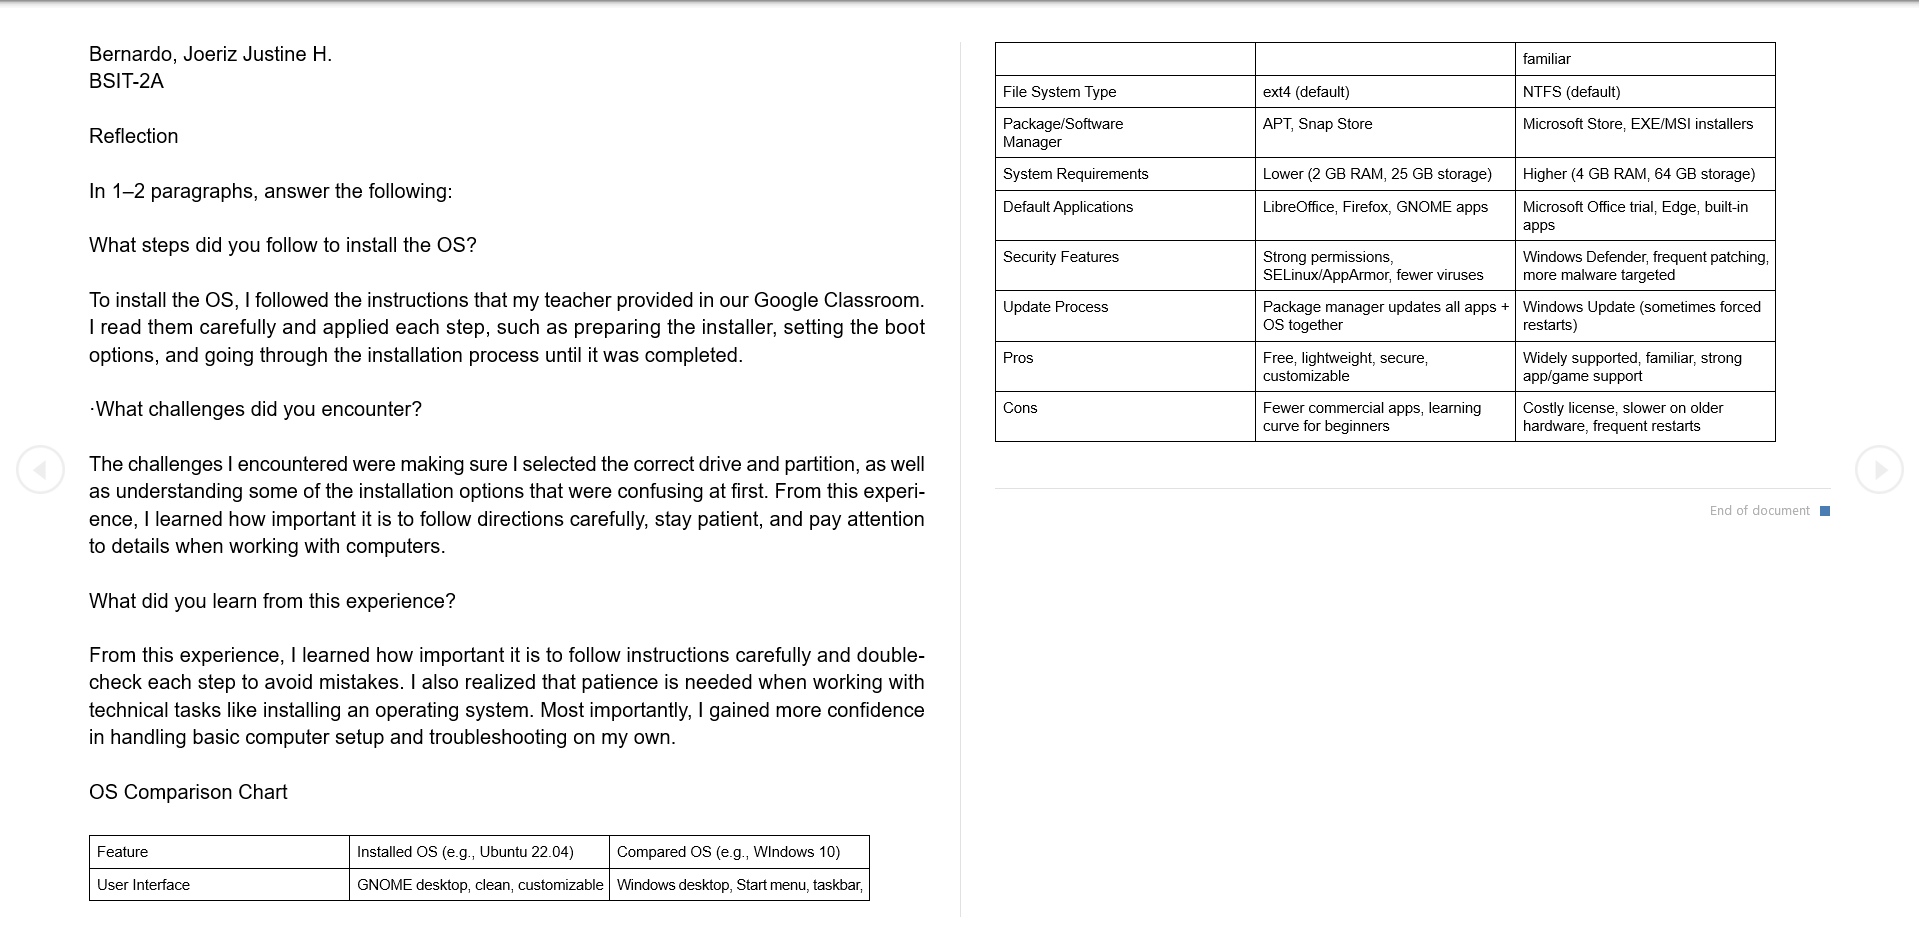 Bernardo, Joeriz Justine H.
BSIT-2A
Reflection
In 1–2 paragraphs, answer the following:
What steps did you follow to install the OS?
To install the OS, I followed the instructions that my teacher provided in our Google Classroom.
I read them carefully and applied each step, such as preparing the installer, setting the boot
options, and going through the installation process until it was completed.
·What challenges did you encounter?
The challenges I encountered were making sure I selected the correct drive and partition, as well
as understanding some of the installation options that were confusing at first. From this experi-
ence, I learned how important it is to follow directions carefully, stay patient, and pay attention
to details when working with computers.
What did you learn from this experience?
From this experience, I learned how important it is to follow instructions carefully and double-
check each step to avoid mistakes. I also realized that patience is needed when working with
technical tasks like installing an operating system. Most importantly, I gained more confidence
in handling basic computer setup and troubleshooting on my own.
OS Comparison Chart
Feature Installed OS (e.g., Ubuntu 22.04) Compared OS (e.g., WIndows 10)
User Interface GNOME desktop, clean, customizable Windows desktop, Start menu, taskbar,
familiar
File System Type ext4 (default) NTFS (default)
Package/Software APT, Snap Store Microsoft Store, EXE/MSI installers
Manager
System Requirements Lower (2 GB RAM, 25 GB storage) Higher (4 GB RAM, 64 GB storage)
Default Applications LibreOffice, Firefox, GNOME apps Microsoft Office trial, Edge, built-in
apps
Security Features Strong permissions, Windows Defender, frequent patching,
SELinux/AppArmor, fewer viruses more malware targeted
Update Process Package manager updates all apps + Windows Update (sometimes forced
OS together restarts)
Pros Free, lightweight, secure, Widely supported, familiar, strong
customizable app/game support
Cons Fewer commercial apps, learning Costly license, slower on older
curve for beginners hardware, frequent restarts
End of document